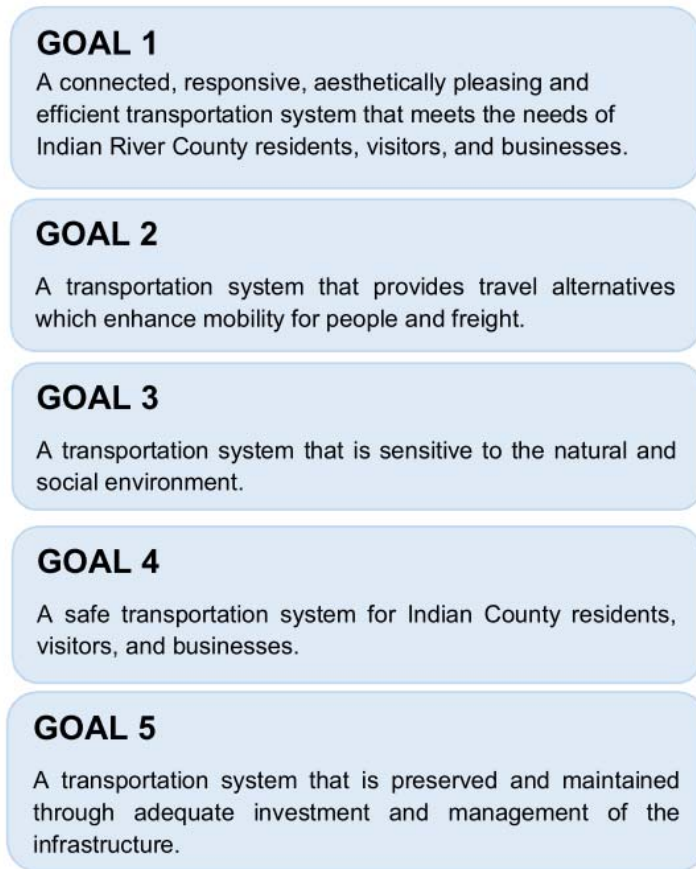 GOAL 1
A connected, responsive, aesthetically pleasing and
efficient transportation system that meets the needs of
Indian River County residents, visitors, and businesses.
GOAL 2
A transportation system that provides travel alternatives
which enhance mobility for people and freight.
GOAL 3
A transportation system that is sensitive to the natural and
social environment.
GOAL 4
A safe transportation system for Indian County residents,
visitors, and businesses.
GOAL 5
A transportation system that is preserved and maintained
through adequate investment and management of the
infrastructure.